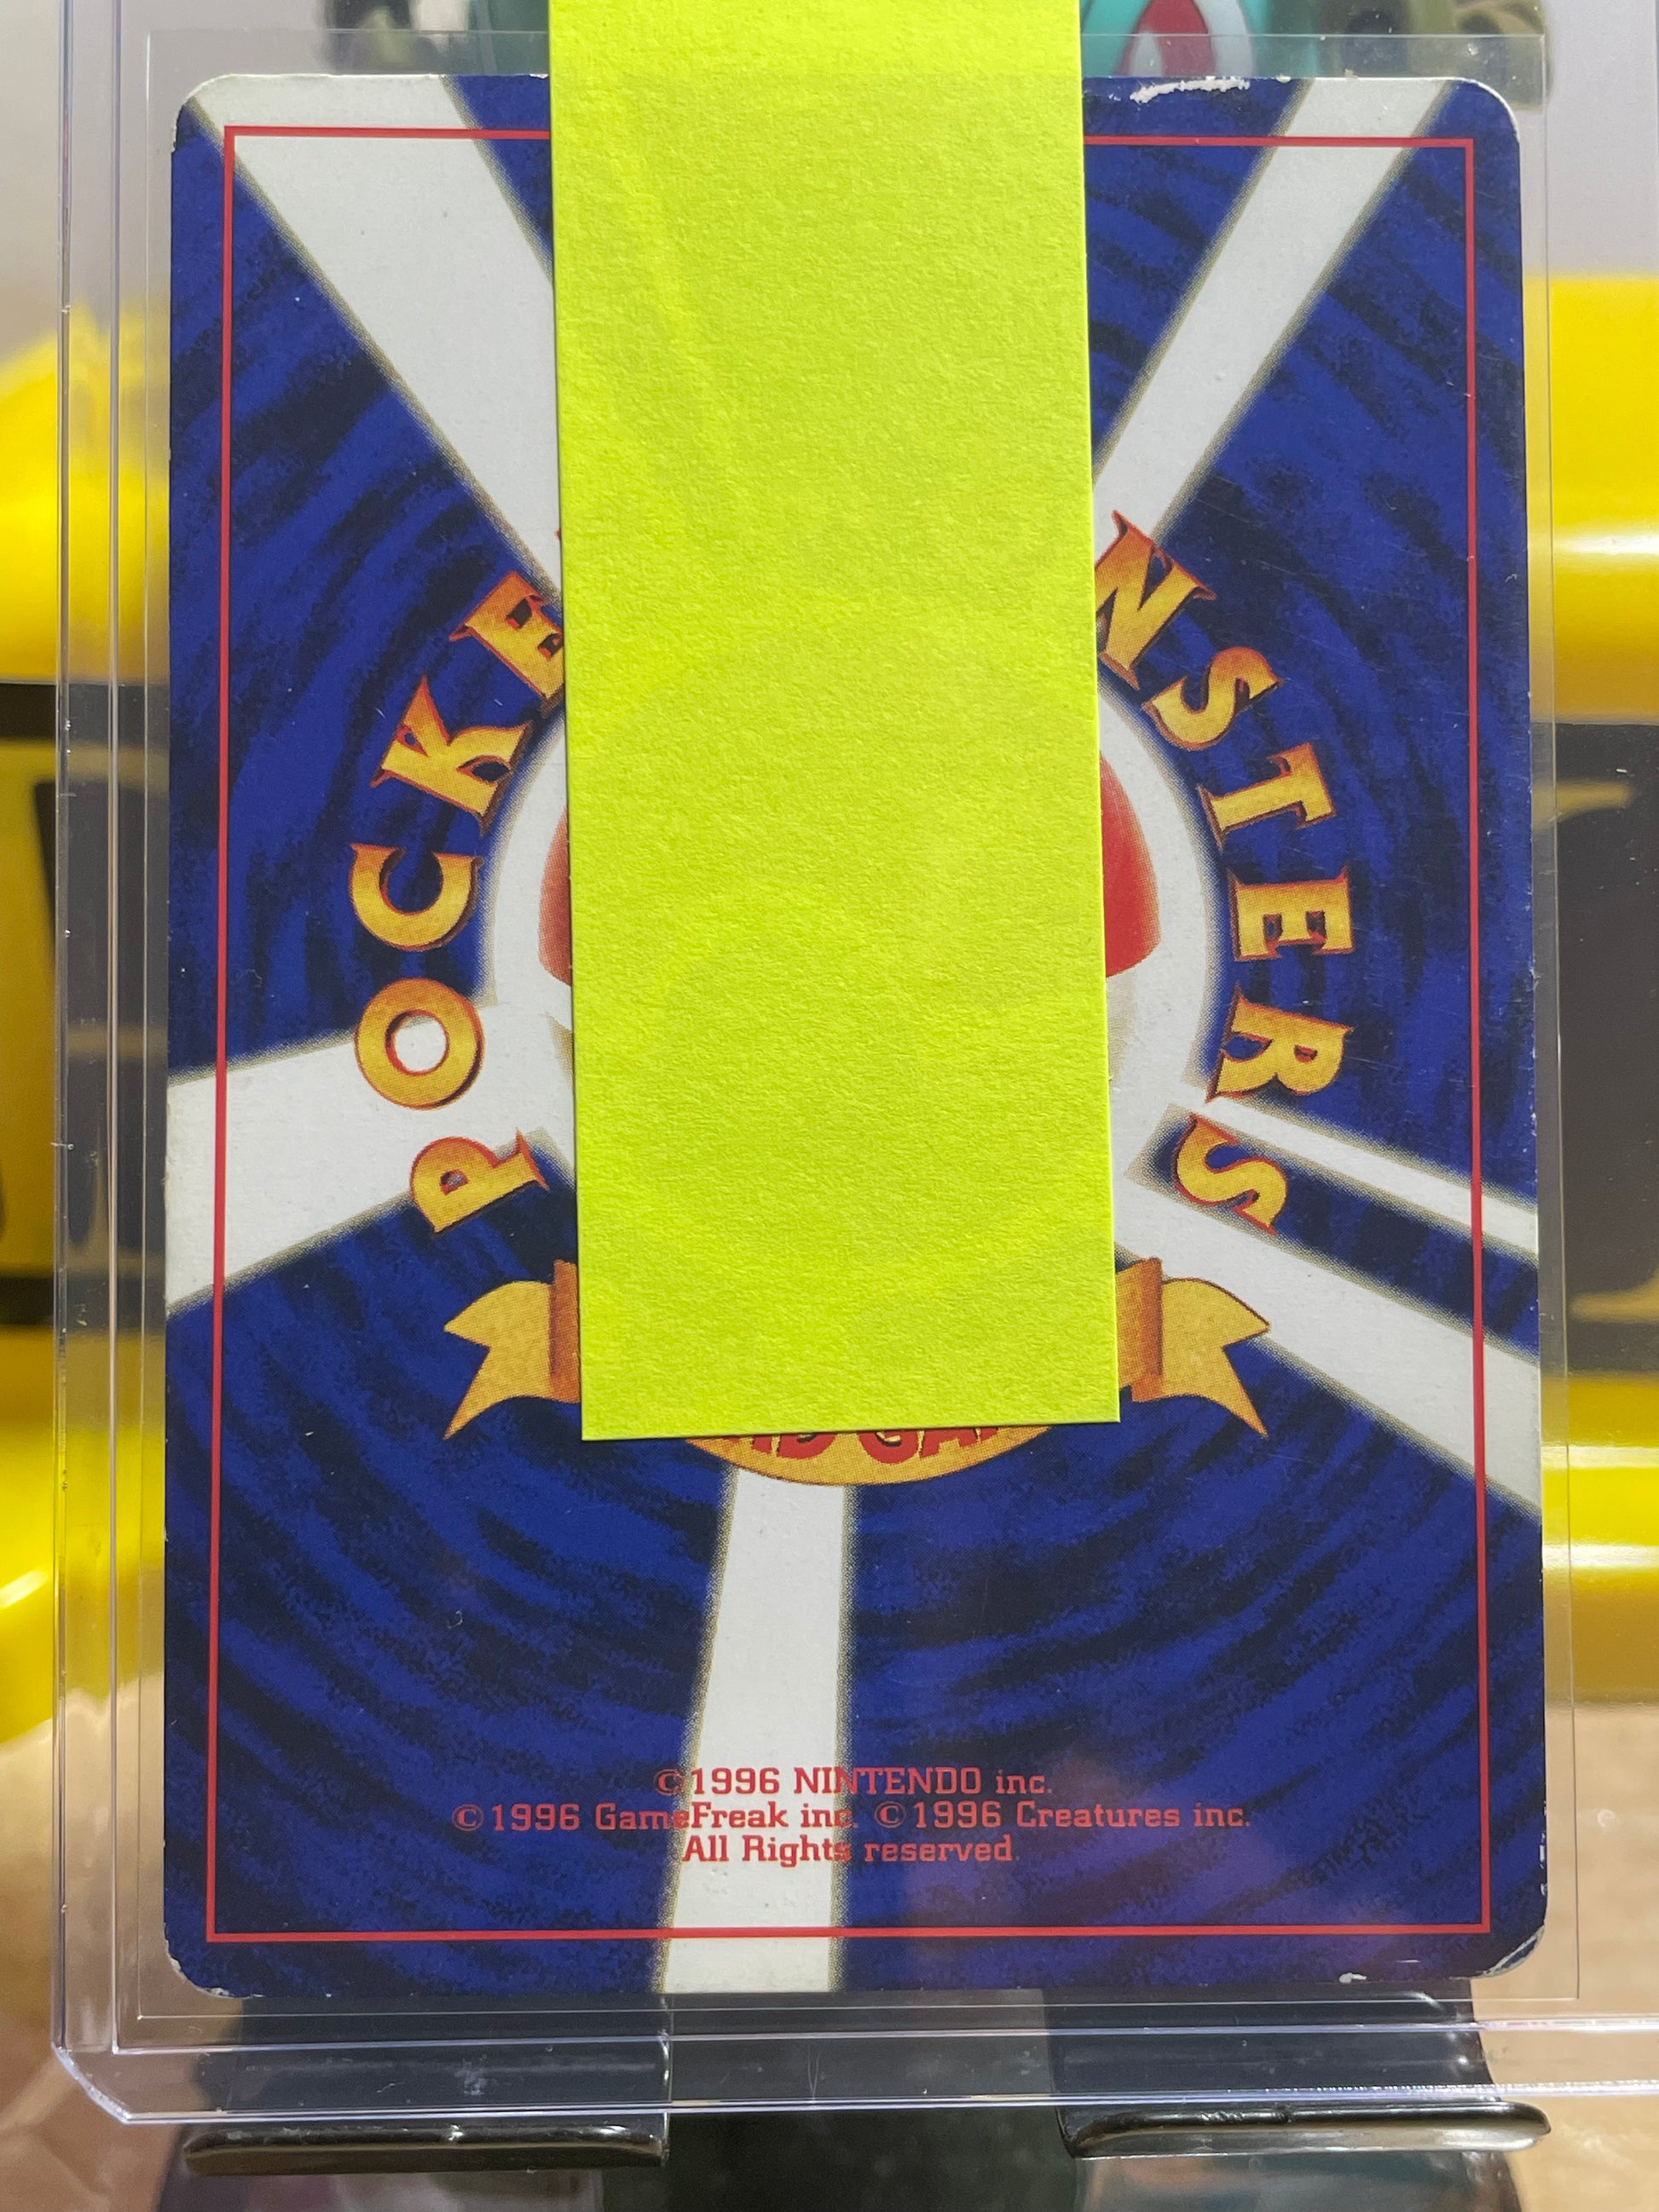 POCKE
NSTERS
©1996 NINTENDO inc.
©1996 GameFreak inc. ©1996 Creatures inc.
All Rights reserved.